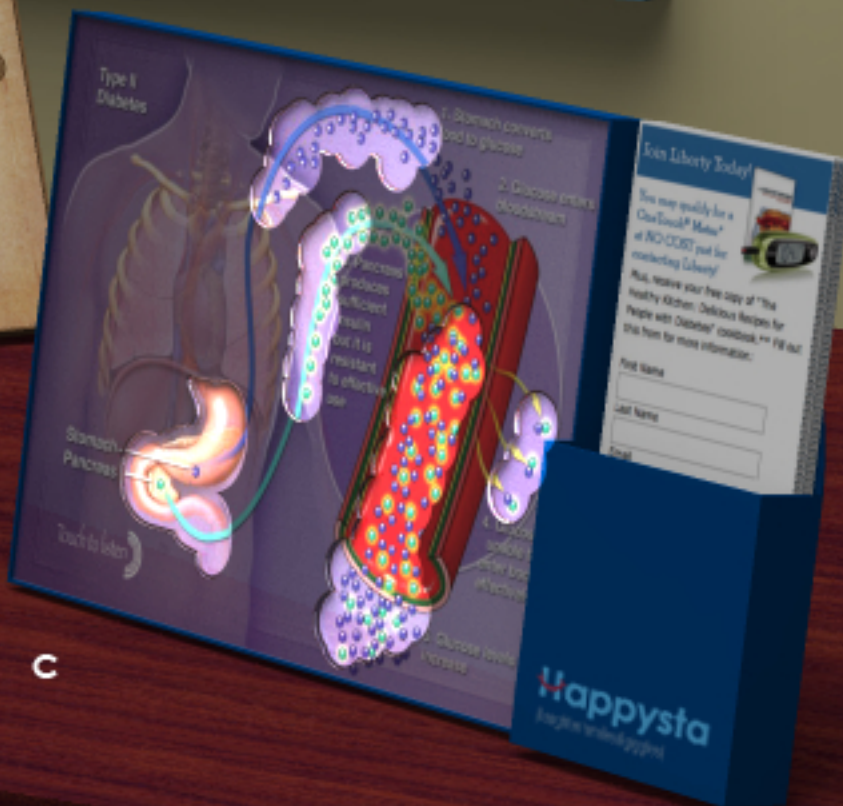 Type II
Diabetes
1. Stomach converts
food to glucose
2. Glucose enters
bloodstream
Pancreas
produces
sufficient
insulin
but it is
resistant
to effective
use
Stomach
Pancreas
Touch to listen
5. Glucose levels
increase
Join Liberty Today!
You may qualify for a
OneTouch® Meter*
at NO COST just for
contacting Liberty!
Plus, receive your free copy of "The
Healthy Kitchen: Delicious Recipes for
People with Diabetes" cookbook.** Fill out
this form for more information:
First Name
Last Name
Email
Happysta
C